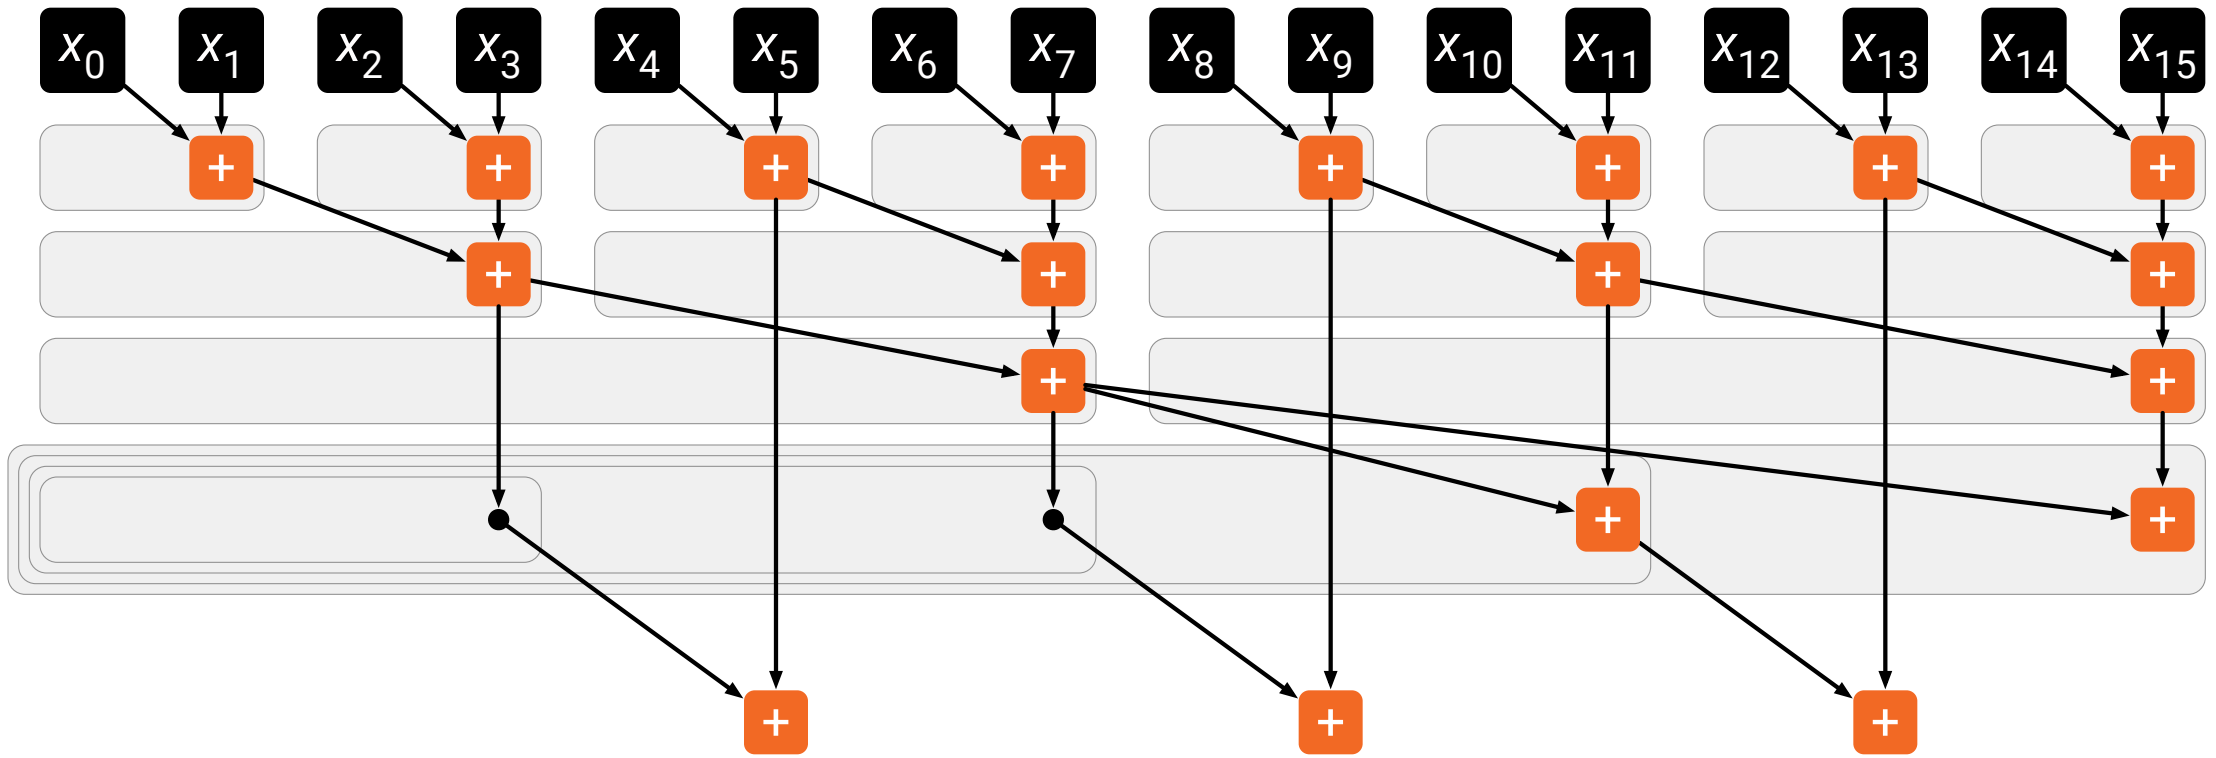 x0 x1 x2 x3 x4 x5 x6 x7 x8 x9 x10 x11 x12 x13 x14 x15
+ + + + + + + +
+ + + +
+ +
+ +
+ + +